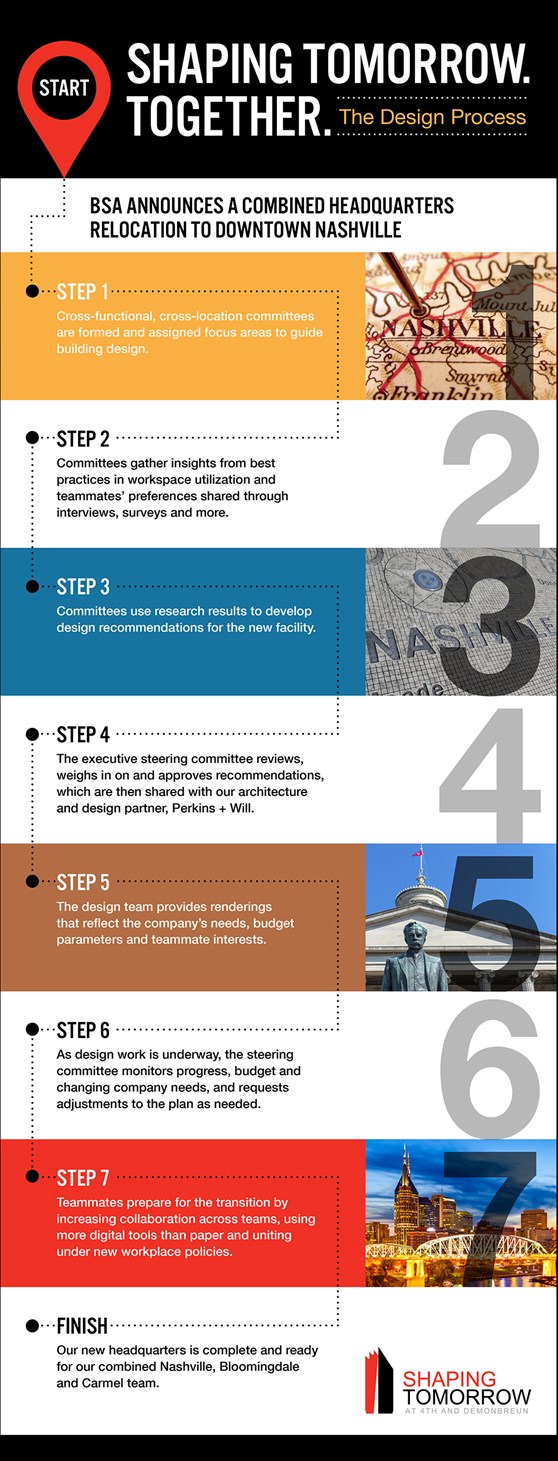 START
SHAPING TOMORROW.
TOGETHER. The Design Process
BSA ANNOUNCES A COMBINED HEADQUARTERS
RELOCATION TO DOWNTOWN NASHVILLE
STEP 1
Cross-functional, cross-location committees
are formed and assigned focus areas to guide
building design.
1
Mount Jul
NASHVILLE
Brentwood
Smyrna
Franklin
STEP 2
Committees gather insights from best
practices in workspace utilization and
teammates' preferences shared through
interviews, surveys and more.
2
STEP 3
Committees use research results to develop
design recommendations for the new facility.
3
NASHVILLE
STEP 4
The executive steering committee reviews,
weighs in on and approves recommendations,
which are then shared with our architecture
and design partner, Perkins + Will.
4
STEP 5
The design team provides renderings
that reflect the company's needs, budget
parameters and teammate interests.
5
STEP 6
As design work is underway, the steering
committee monitors progress, budget and
changing company needs, and requests
adjustments to the plan as needed.
6
STEP 7
Teammates prepare for the transition by
increasing collaboration across teams, using
more digital tools than paper and uniting
under new workplace policies.
7
FINISH
Our new headquarters is complete and ready
for our combined Nashville, Bloomingdale
and Carmel team.
SHAPING
TOMORROW
AT 4TH AND DEMONBREUN